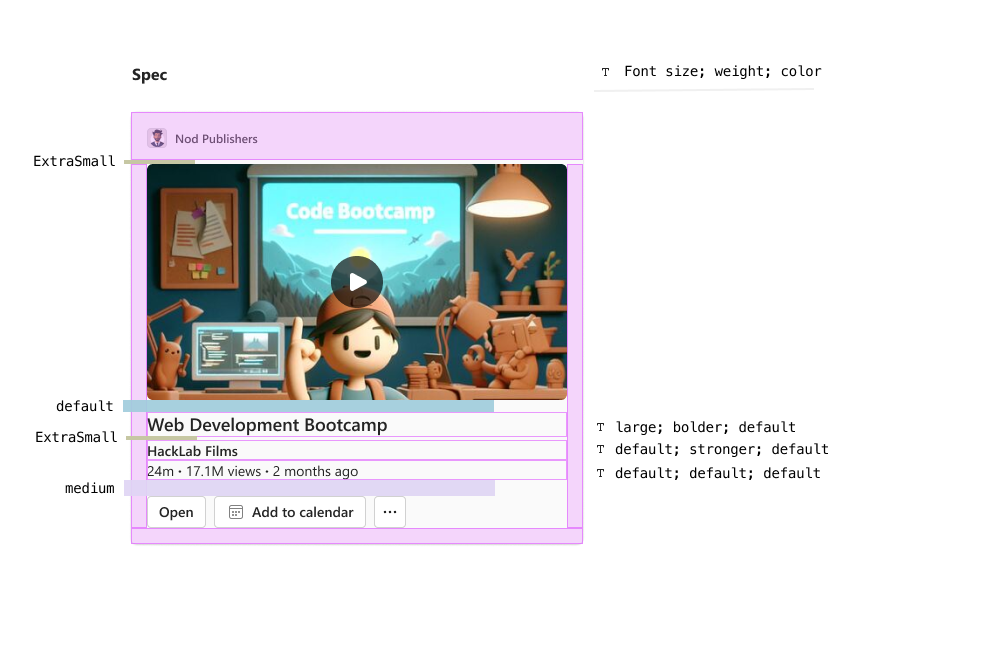 Spec
T Font size; weight; color
Nod Publishers
ExtraSmall
Code Bootcamp
default
Web Development Bootcamp
T large; bolder; default
ExtraSmall
HackLab Films
T default; stronger; default
24m • 17.1M views • 2 months ago
T default; default; default
medium
Open
Add to calendar
...